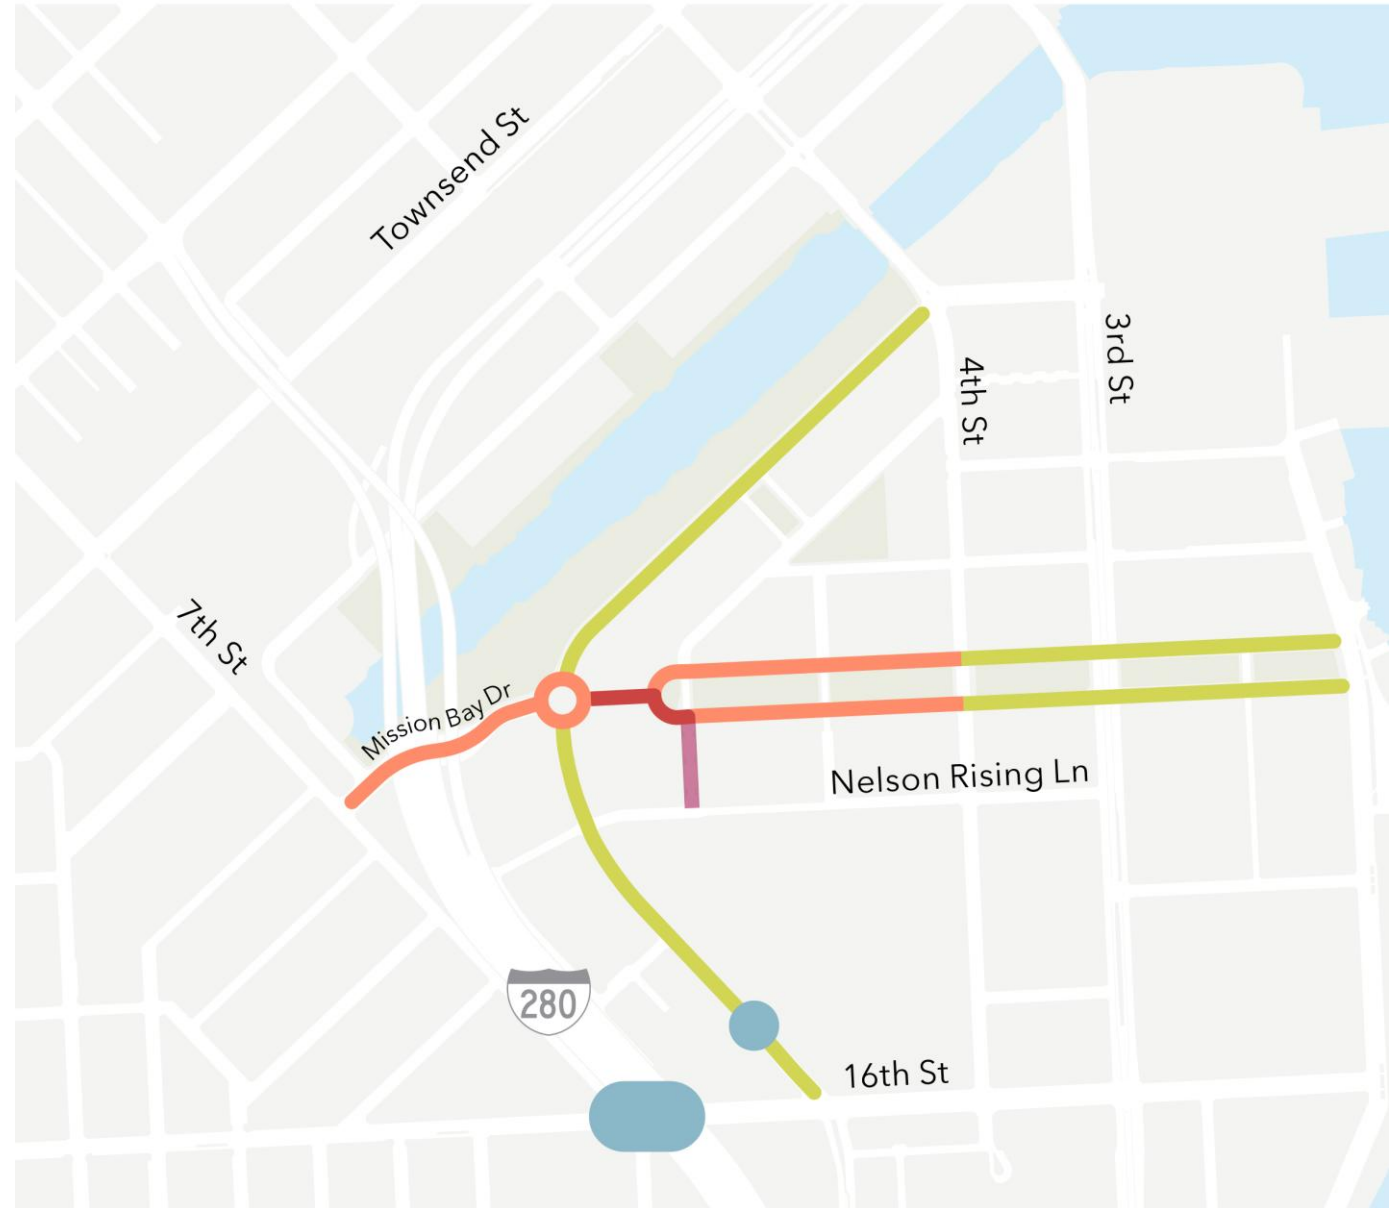 Townsend St
3rd St
4th St
7th St
Mission Bay Dr
Nelson Rising Ln
280
16th St